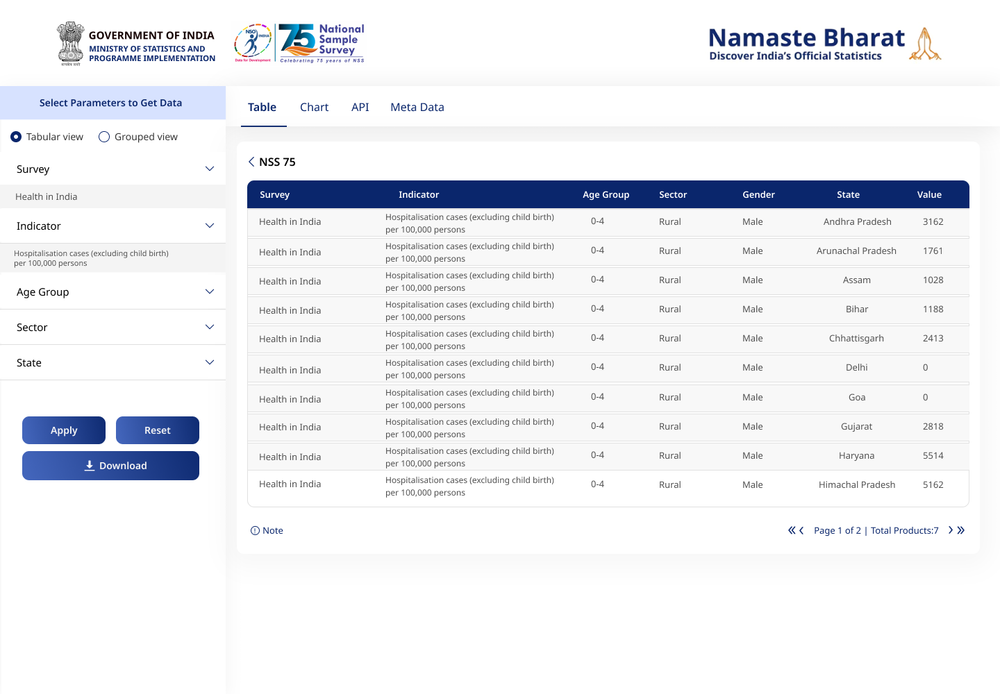 GOVERNMENT OF INDIA
MINISTRY OF STATISTICS AND
PROGRAMME IMPLEMENTATION
सत्यमेव जयते
NSO
INDIA
Data for Development
75
National
Sample
Survey
Celebrating 75 years of NSS
Namaste Bharat
Discover India's Official Statistics
Select Parameters to Get Data
Tabular view
Grouped view
Survey
Health in India
Indicator
Hospitalisation cases (excluding child birth)
per 100,000 persons
Age Group
Sector
State
Apply
Reset
Download
Table Chart API Meta Data
NSS 75
Survey Indicator Age Group Sector Gender State Value
Health in India Hospitalisation cases (excluding child birth) 0-4 Rural Male Andhra Pradesh 3162
per 100,000 persons
Health in India Hospitalisation cases (excluding child birth) 0-4 Rural Male Arunachal Pradesh 1761
per 100,000 persons
Health in India Hospitalisation cases (excluding child birth) 0-4 Rural Male Assam 1028
per 100,000 persons
Health in India Hospitalisation cases (excluding child birth) 0-4 Rural Male Bihar 1188
per 100,000 persons
Health in India Hospitalisation cases (excluding child birth) 0-4 Rural Male Chhattisgarh 2413
per 100,000 persons
Health in India Hospitalisation cases (excluding child birth) 0-4 Rural Male Delhi 0
per 100,000 persons
Health in India Hospitalisation cases (excluding child birth) 0-4 Rural Male Goa 0
per 100,000 persons
Health in India Hospitalisation cases (excluding child birth) 0-4 Rural Male Gujarat 2818
per 100,000 persons
Health in India Hospitalisation cases (excluding child birth) 0-4 Rural Male Haryana 5514
per 100,000 persons
Health in India Hospitalisation cases (excluding child birth) 0-4 Rural Male Himachal Pradesh 5162
per 100,000 persons
Note
Page 1 of 2 | Total Products:7